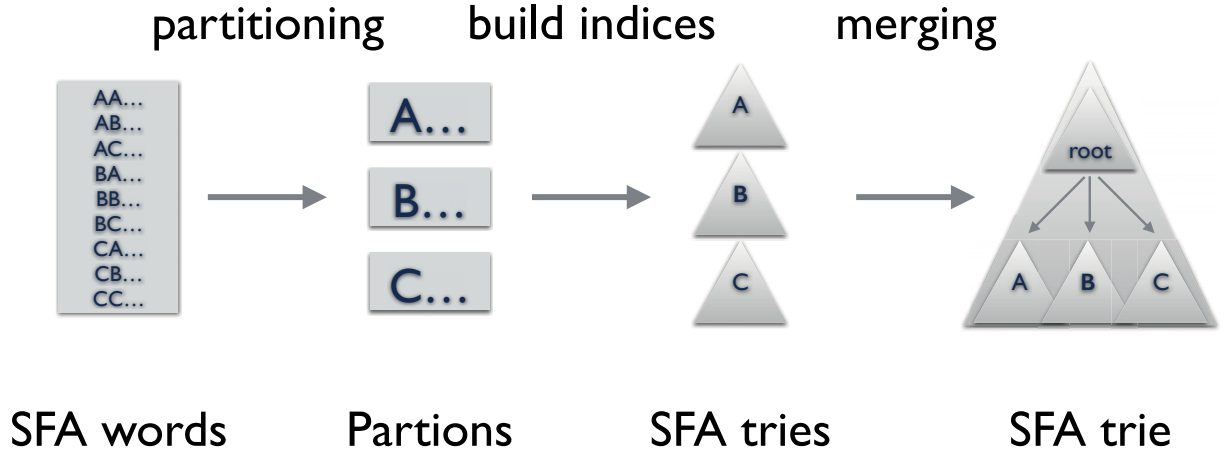 partitioning
build indices
merging
AA...
AB...
AC...
BA...
BB...
BC...
CA...
CB...
CC...
A...
B...
C...
A
B
C
root
A
B
C
SFA words
Partions
SFA tries
SFA trie